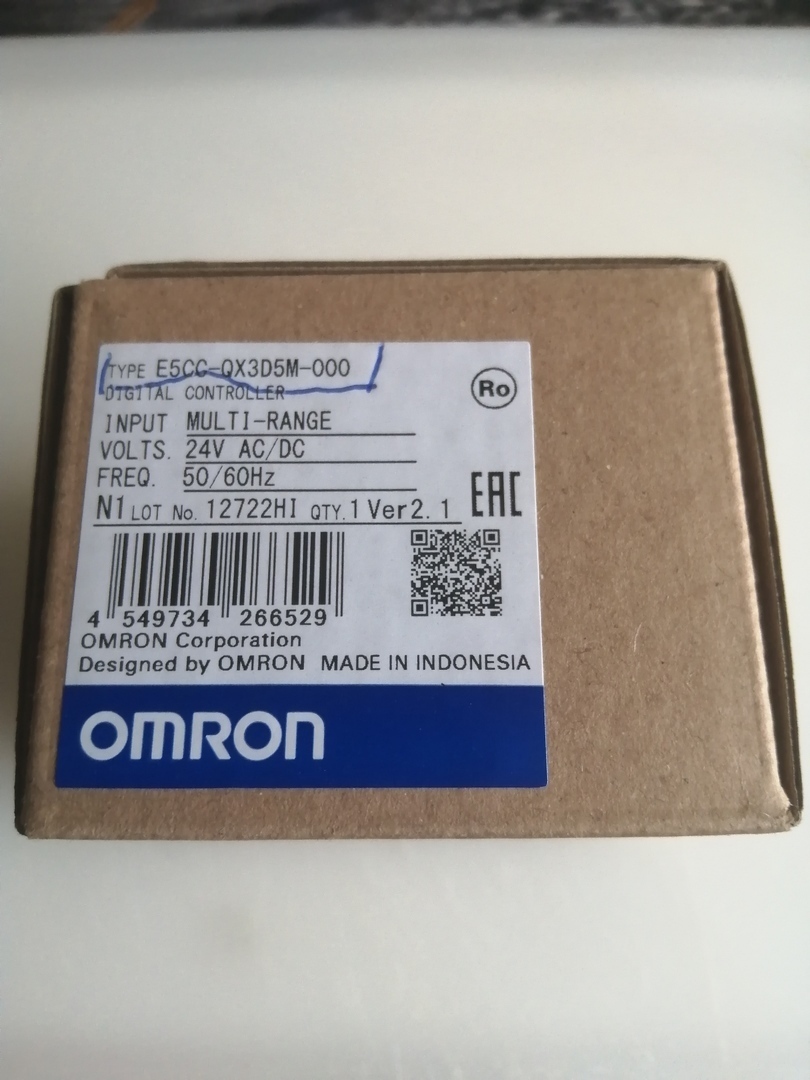 TYPE E5CC-QX3D5M-000
DIGITAL CONTROLLER
Ro
INPUT MULTI-RANGE
VOLTS. 24V AC/DC
FREQ. 50/60Hz
EAC
N1 LOT No. 12722HI QTY.1 Ver2.1
4 549734 266529
OMRON Corporation
Designed by OMRON MADE IN INDONESIA
OMRON